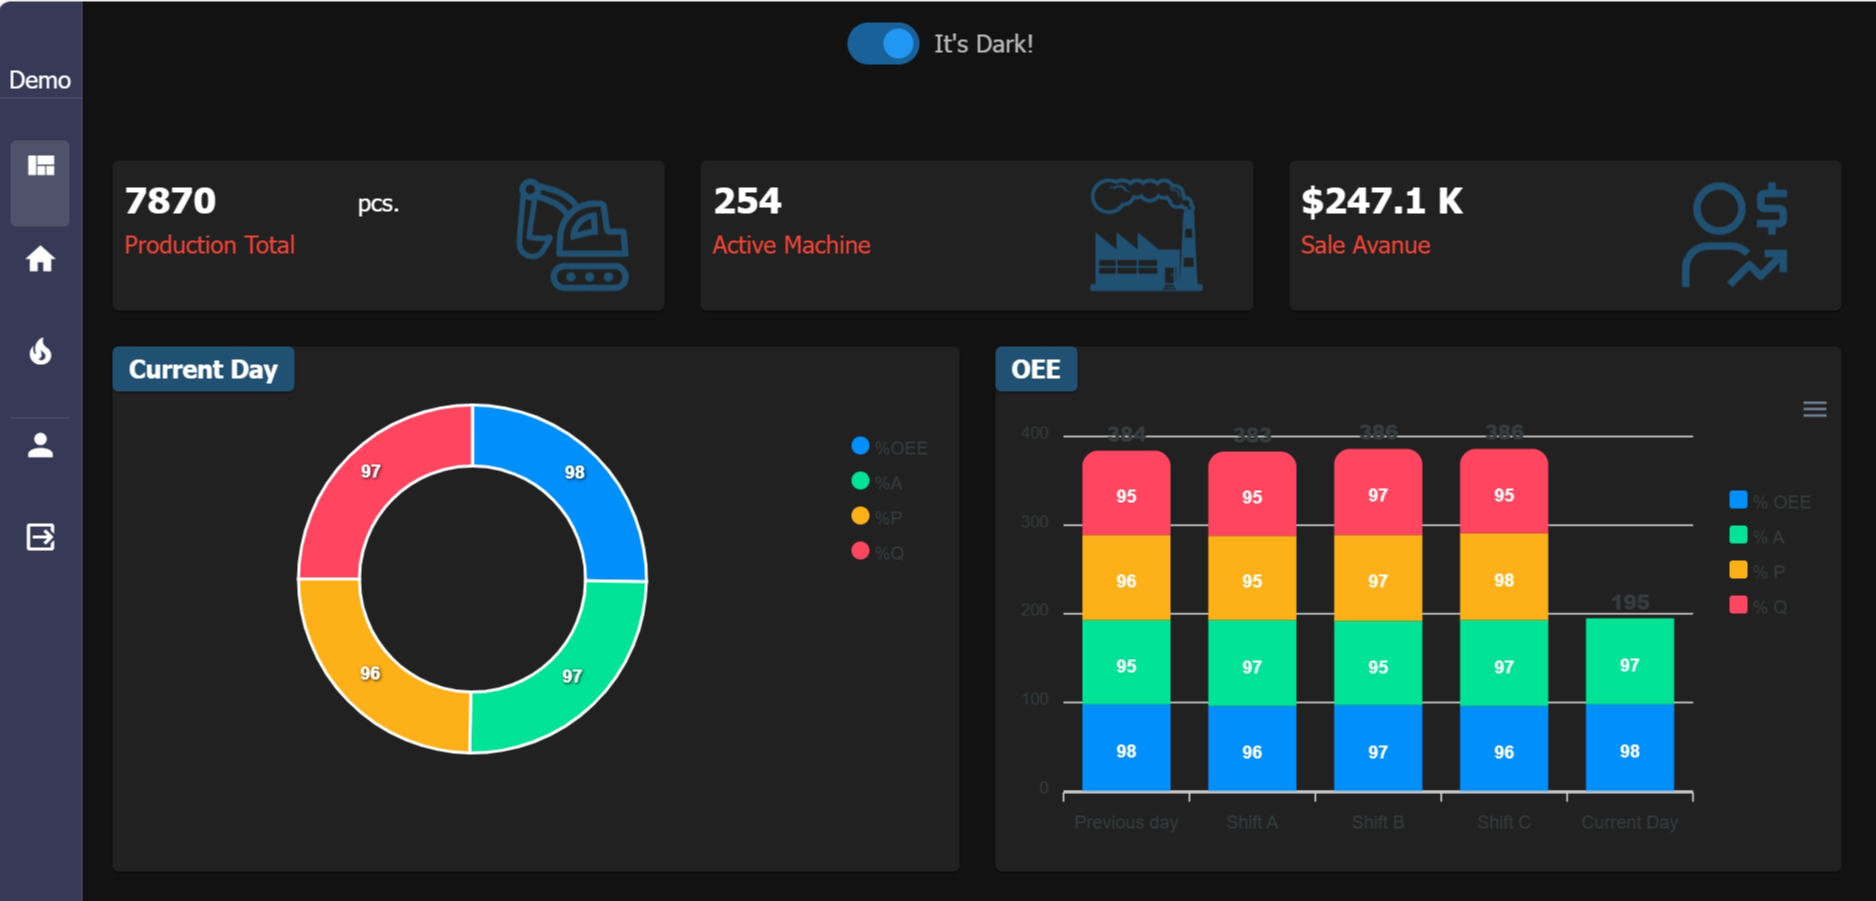 It's Dark!
Demo
7870 pcs.
Production Total
254
Active Machine
$247.1 K
Sale Avanue
Current Day
97
98
96
97
%OEE
%A
%P
%Q
OEE
400
300
200
100
0
384
383
386
386
195
95
95
97
95
96
95
97
98
95
97
95
97
97
98
96
97
96
98
Previous day
Shift A
Shift B
Shift C
Current Day
% OEE
% A
% P
% Q